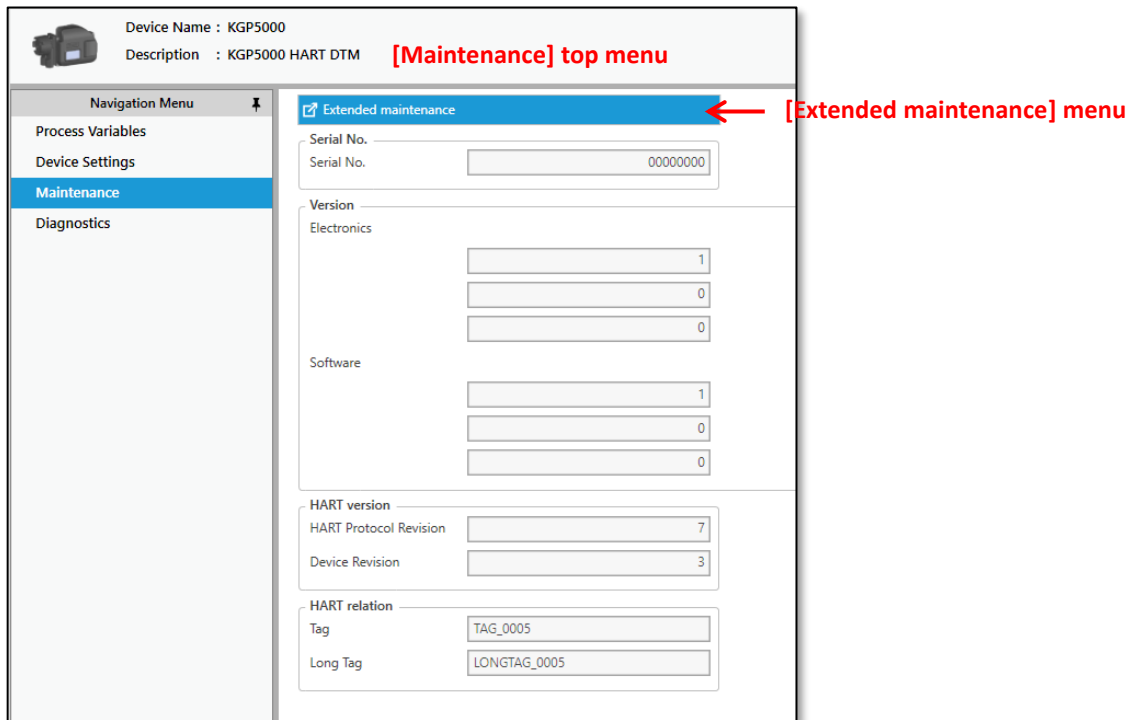 Device Name : KGP5000
Description : KGP5000 HART DTM
[Maintenance] top menu
Navigation Menu
Process Variables
Device Settings
Maintenance
Diagnostics
Extended maintenance
[Extended maintenance] menu
Serial No.
Serial No. 00000000
Version
Electronics
1
0
0
Software
1
0
0
HART version
HART Protocol Revision 7
Device Revision 3
HART relation
Tag TAG_0005
Long Tag LONGTAG_0005